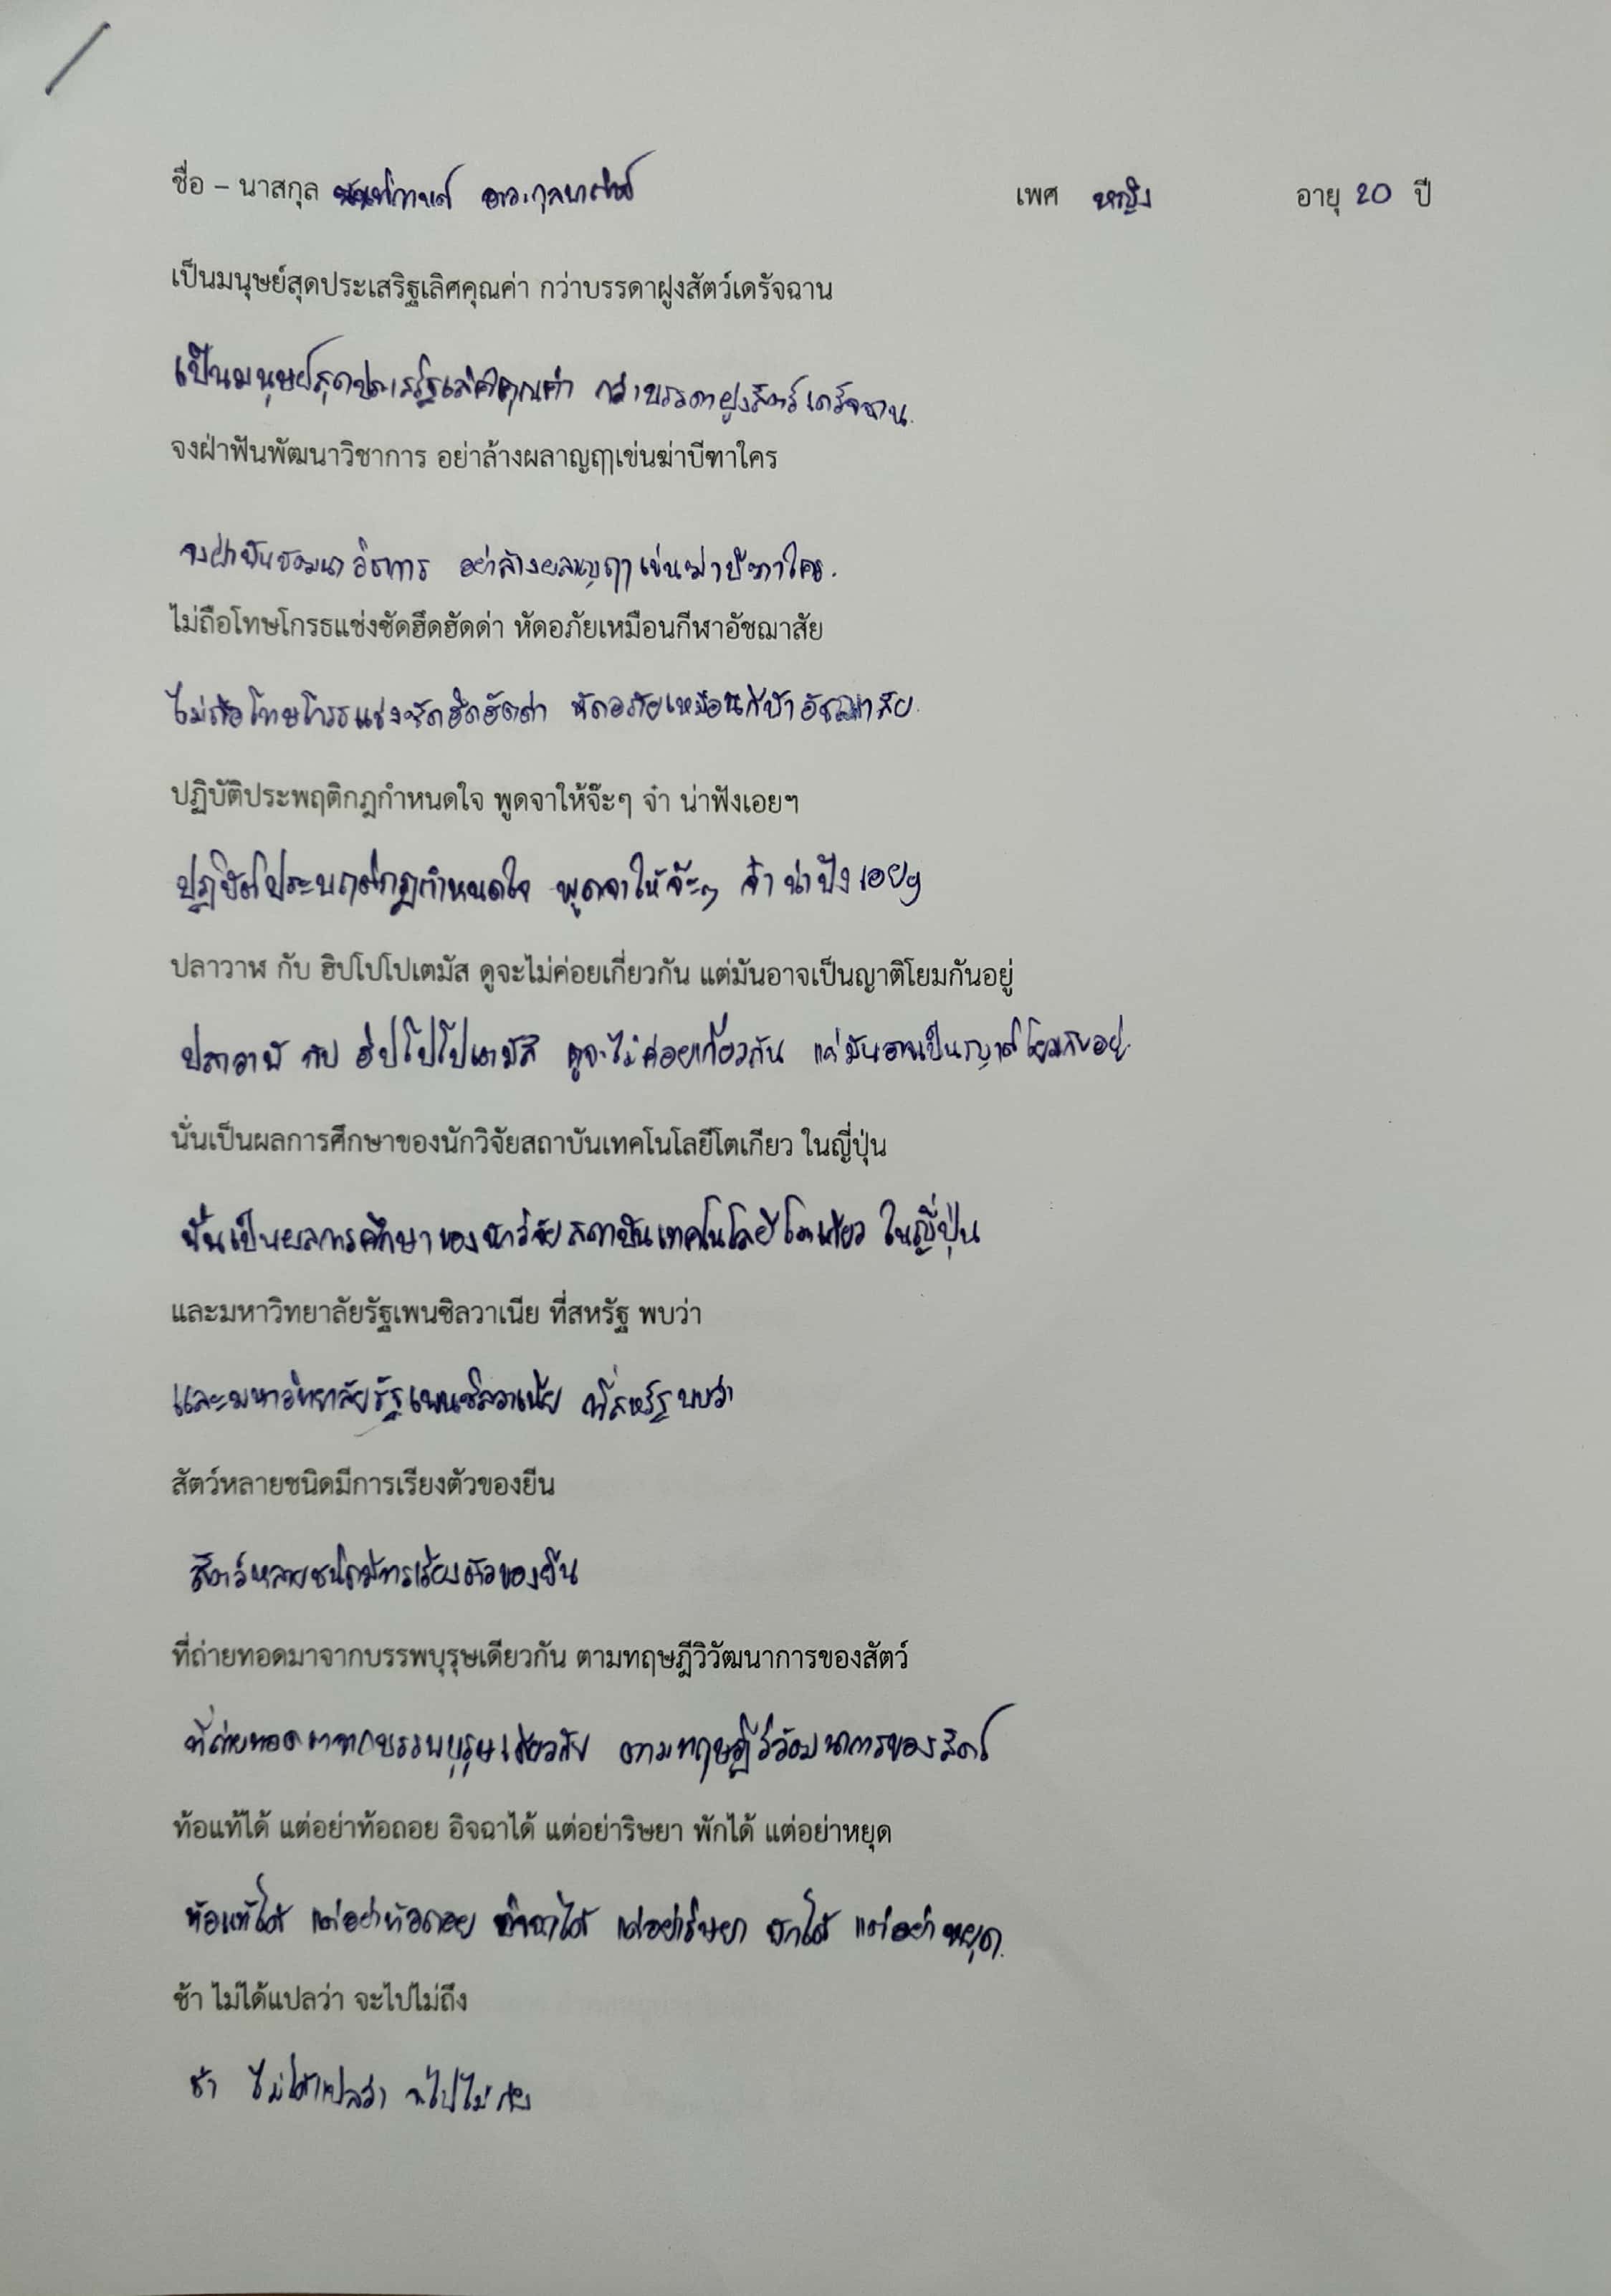 ชื่อ – นาสกุล เพศ หญิง อายุ 20 ปี
เป็นมนุษย์สุดประเสริฐเลิศคุณค่า กว่าบรรดาฝูงสัตว์เดรัจฉาน
เป็นมนุษย์สุดประเสริฐเลิศคุณค่า กว่าบรรดาฝูงสัตว์เดรัจฉาน.
จงฝ่าฟันพัฒนาวิชาการ อย่าล้างผลาญฤๅเข่นฆ่าบีฑาใคร
จงฝ่าฟันพัฒนาวิชาการ อย่าล้างผลาญฤๅเข่นฆ่าบีฑาใคร.
ไม่ถือโทษโกรธแช่งซัดฮึดฮัดด่า หัดอภัยเหมือนกีฬาอัชฌาสัย
ไม่ถือโทษโกรธแช่งซัดฮึดฮัดด่า หัดอภัยเหมือนกีฬาอัชฌาสัย.
ปฏิบัติประพฤติกฎกำหนดใจ พูดจาให้จ๊ะๆ จ๋า น่าฟังเอยฯ
ปฏิบัติประพฤติกฎกำหนดใจ พูดจาให้จ๊ะๆ จ๋า น่าฟังเอยฯ
ปลาวาฬ กับ ฮิปโปโปเตมัส ดูจะไม่ค่อยเกี่ยวกัน แต่มันอาจเป็นญาติโยมกันอยู่
ปลาวาฬ กับ ฮิปโปโปเตมัส ดูจะไม่ค่อยเกี่ยวกัน แต่มันอาจเป็นญาติโยมกันอยู่.
นั่นเป็นผลการศึกษาของนักวิจัยสถาบันเทคโนโลยีโตเกียว ในญี่ปุ่น
นั่นเป็นผลการศึกษาของนักวิจัยสถาบันเทคโนโลยีโตเกียว ในญี่ปุ่น
และมหาวิทยาลัยรัฐเพนซิลวาเนีย ที่สหรัฐ พบว่า
และมหาวิทยาลัยรัฐเพนซิลวาเนีย ที่สหรัฐ พบว่า
สัตว์หลายชนิดมีการเรียงตัวของยีน
สัตว์หลายชนิดมีการเรียงตัวของยีน
ที่ถ่ายทอดมาจากบรรพบุรุษเดียวกัน ตามทฤษฎีวิวัฒนาการของสัตว์
ที่ถ่ายทอดมาจากบรรพบุรุษเดียวกัน ตามทฤษฎีวิวัฒนาการของสัตว์
ท้อแท้ได้ แต่อย่าท้อถอย อิจฉาได้ แต่อย่าริษยา พักได้ แต่อย่าหยุด
ท้อแท้ได้ แต่อย่าท้อถอย อิจฉาได้ แต่อย่าริษยา พักได้ แต่อย่าหยุด.
ช้า ไม่ได้แปลว่า จะไปไม่ถึง
ช้า ไม่ได้แปลว่า จะไปไม่ถึง